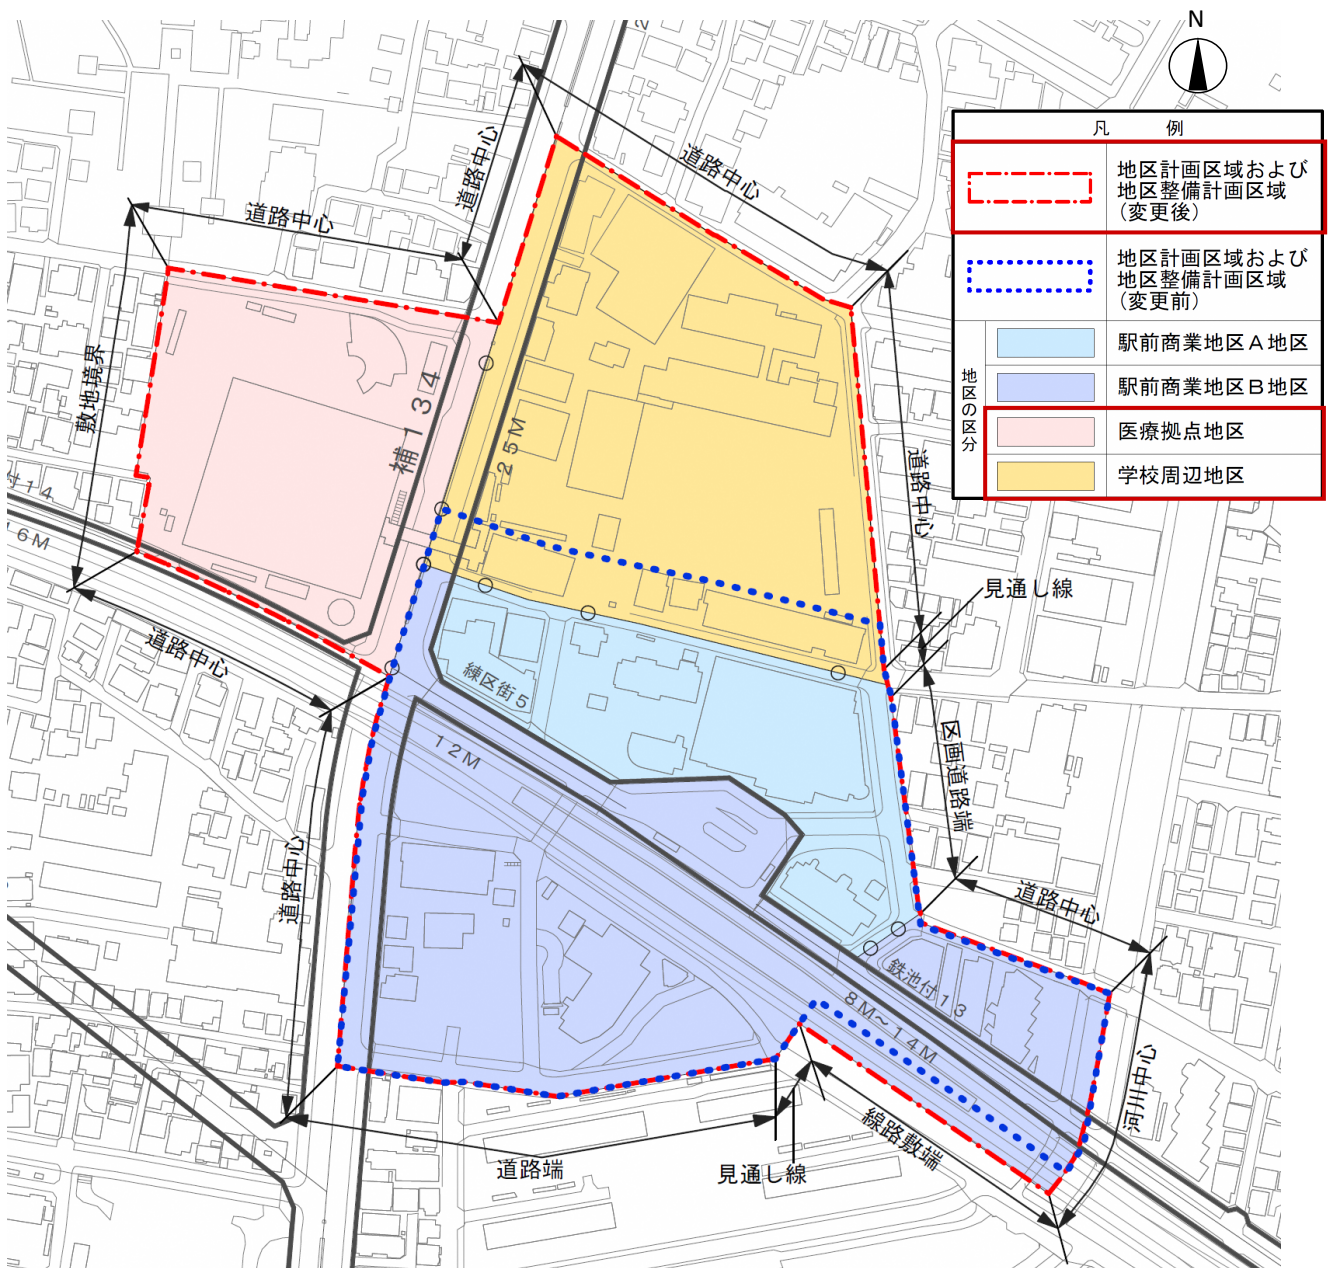 N
凡 例
地区計画区域および
地区整備計画区域
(変更後)
地区計画区域および
地区整備計画区域
(変更前)
地区の区分
駅前商業地区A地区
駅前商業地区B地区
医療拠点地区
学校周辺地区
道路中心
道路中心
道路中心
敷地境界
補134
25M
付14
16M
道路中心
道路中心
見通し線
道路中心
練区街5
12M
区画道路端
道路中心
道路中心
鉄池付13
8M～14M
河川中心
線路敷端
道路端
見通し線